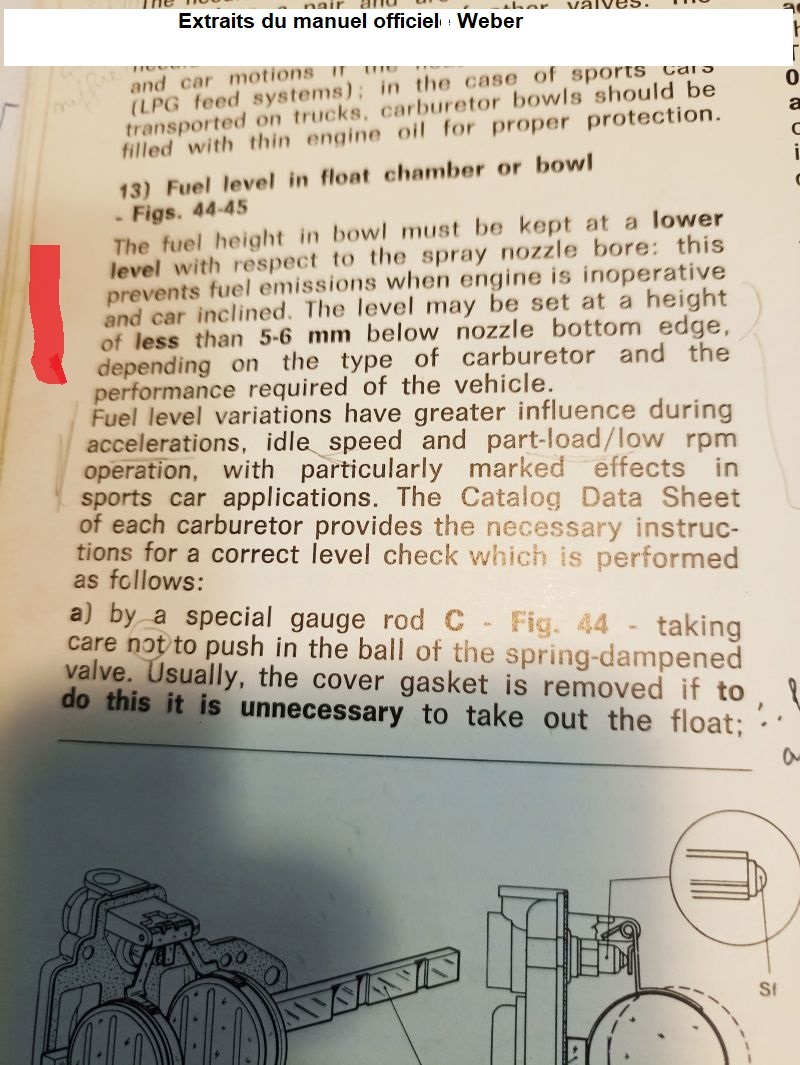 Extraits du manuel officiel Weber
and car motions if the
(LPG feed systems); in the case of sports cars
transported on trucks, carburetor bowls should be
filled with thin engine oil for proper protection.
13) Fuel level in float chamber or bowl
- Figs. 44-45
The fuel height in bowl must be kept at a lower
level with respect to the spray nozzle bore: this
prevents fuel emissions when engine is inoperative
and car inclined. The level may be set at a height
of less than 5-6 mm below nozzle bottom edge,
depending on the type of carburetor and the
performance required of the vehicle.
Fuel level variations have greater influence during
accelerations, idle speed and part-load/low rpm
operation, with particularly marked effects in
sports car applications. The Catalog Data Sheet
of each carburetor provides the necessary instruc-
tions for a correct level check which is performed
as follows:
a) by a special gauge rod C - Fig. 44 - taking
care not to push in the ball of the spring-dampened
valve. Usually, the cover gasket is removed if to
do this it is unnecessary to take out the float;
Sf